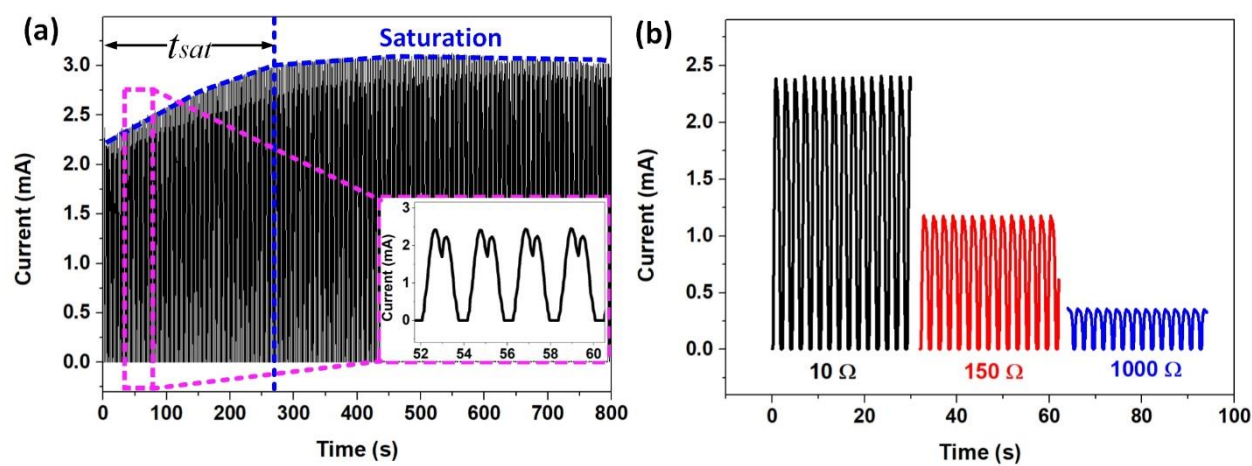 (a)
t_sat
Saturation
3.0
2.5
2.0
1.5
1.0
0.5
0.0
Current (mA)
0 100 200 300 400 500 600 700 800
Time (s)
3
2
1
0
Current (mA)
52 54 56 58 60
(b)
2.5
2.0
1.5
1.0
0.5
0.0
Current (mA)
10 Ω
150 Ω
1000 Ω
0 20 40 60 80 100
Time (s)